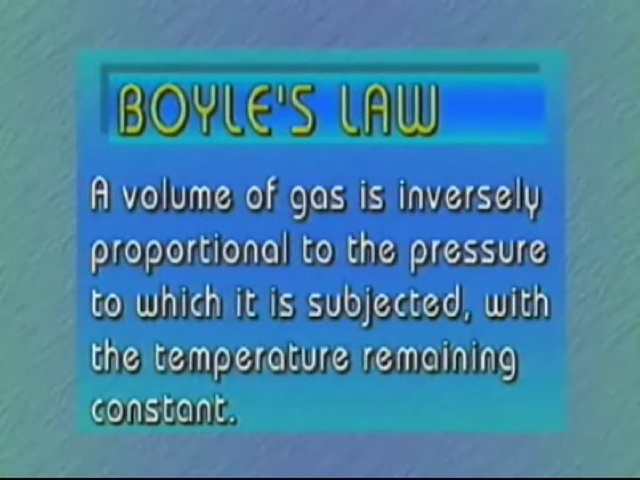 BOYLE'S LAW
A volume of gas is inversely
proportional to the pressure
to which it is subjected, with
the temperature remaining
constant.